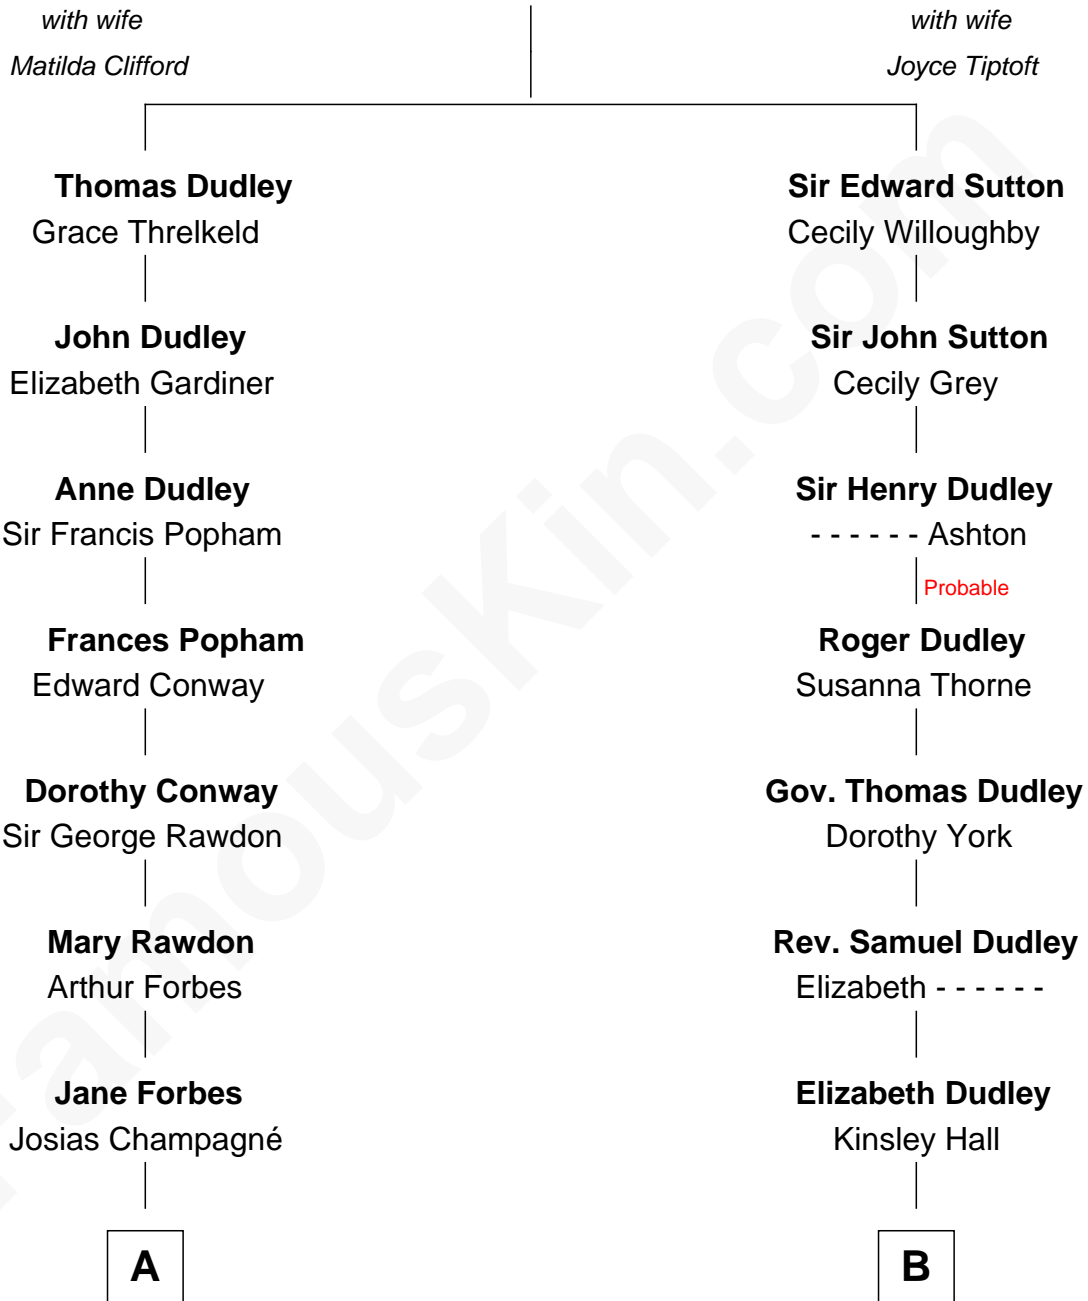 with wife
Matilda Clifford
with wife
Joyce Tiptoft
Thomas Dudley
Grace Threlkeld
Sir Edward Sutton
Cecily Willoughby
John Dudley
Elizabeth Gardiner
Sir John Sutton
Cecily Grey
Anne Dudley
Sir Francis Popham
Sir Henry Dudley
- - - - - - Ashton
Probable
Frances Popham
Edward Conway
Roger Dudley
Susanna Thorne
Dorothy Conway
Sir George Rawdon
Gov. Thomas Dudley
Dorothy York
Mary Rawdon
Arthur Forbes
Rev. Samuel Dudley
Elizabeth - - - - - -
Jane Forbes
Josias Champagné
Elizabeth Dudley
Kinsley Hall
A
B
FamousKin.com